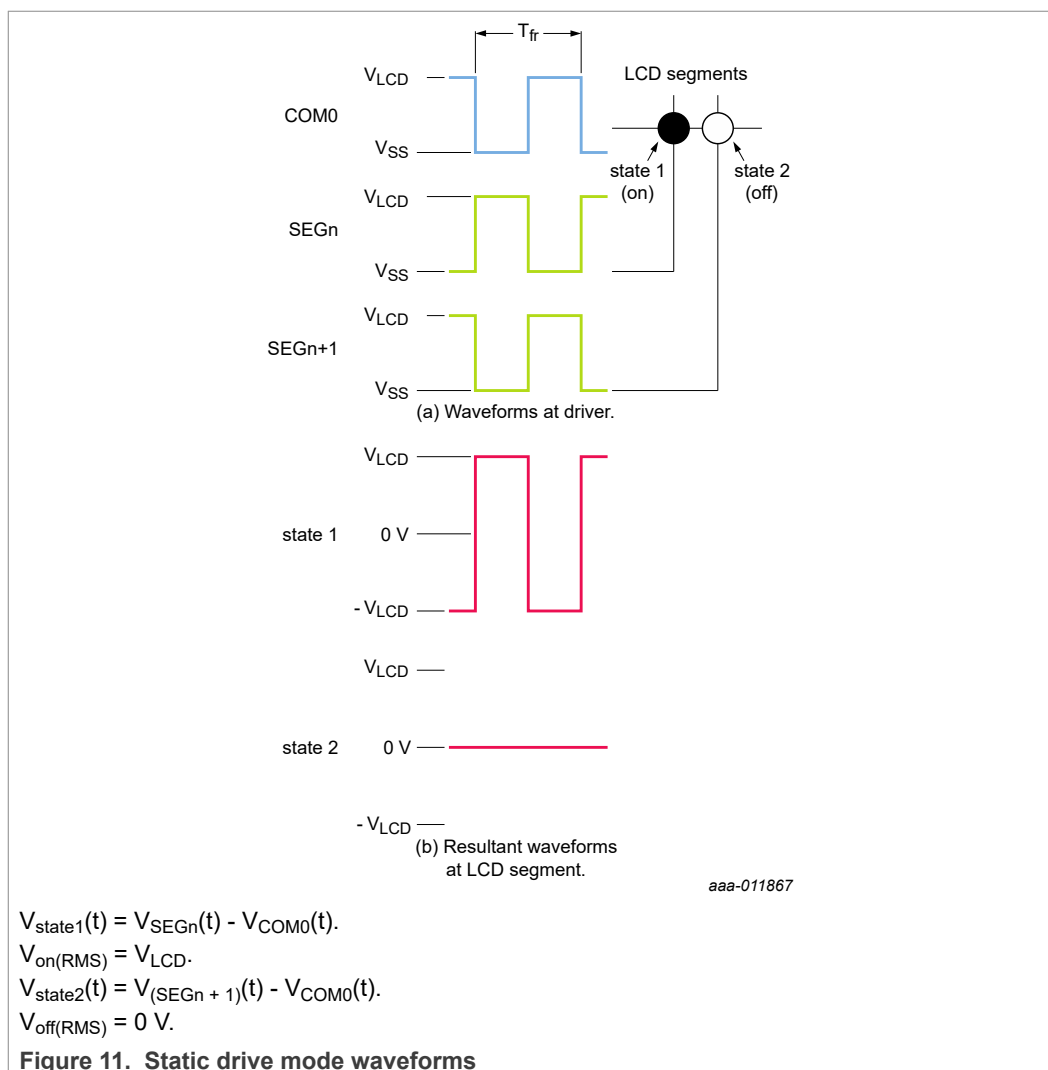 T_fr
V_LCD
LCD segments
COM0
V_SS
state 1
(on)
state 2
(off)
V_LCD
SEGn
V_SS
V_LCD
SEGn+1
V_SS
(a) Waveforms at driver.
V_LCD
state 1
0 V
- V_LCD
V_LCD
state 2
0 V
- V_LCD
(b) Resultant waveforms
at LCD segment.
aaa-011867
V_state1(t) = V_SEGn(t) - V_COM0(t).
V_on(RMS) = V_LCD.
V_state2(t) = V_(SEGn + 1)(t) - V_COM0(t).
V_off(RMS) = 0 V.
Figure 11. Static drive mode waveforms